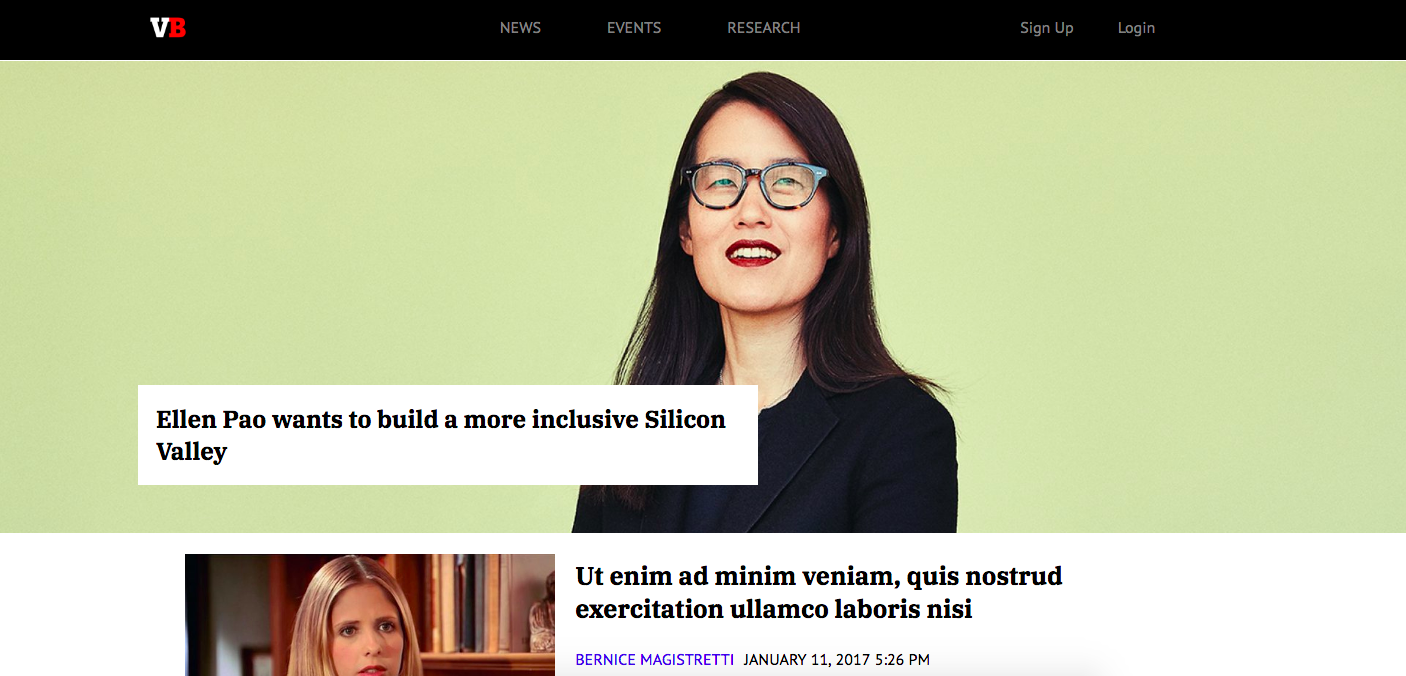 VB
NEWS
EVENTS
RESEARCH
Sign Up
Login
Ellen Pao wants to build a more inclusive Silicon
Valley
Ut enim ad minim veniam, quis nostrud
exercitation ullamco laboris nisi
BERNICE MAGISTRETTI JANUARY 11, 2017 5:26 PM